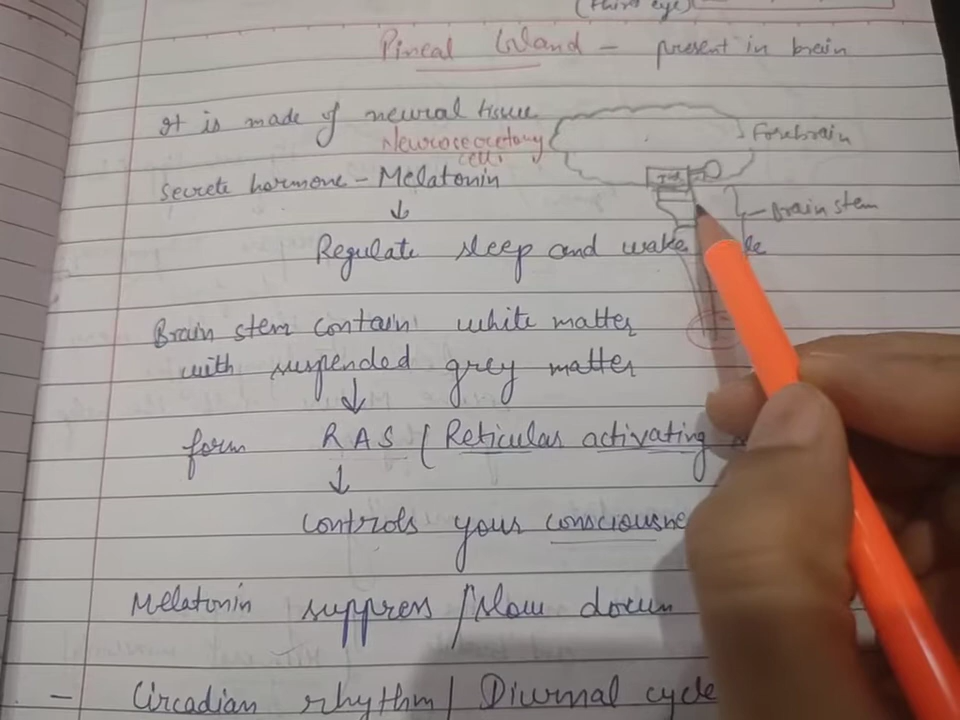 (third eye)
Pineal Gland - present in brain
It is made of neural tissue
Neurosecretory
cells
Forebrain
Secrete hormone - Melatonin
Brain stem
Regulate sleep and wake
Brain stem contain white matter
with suspended grey matter
form RAS (Reticular activating
controls your consciousne
Melatonin suppress / slow down
- Circadian rhythm / Diurnal cycle